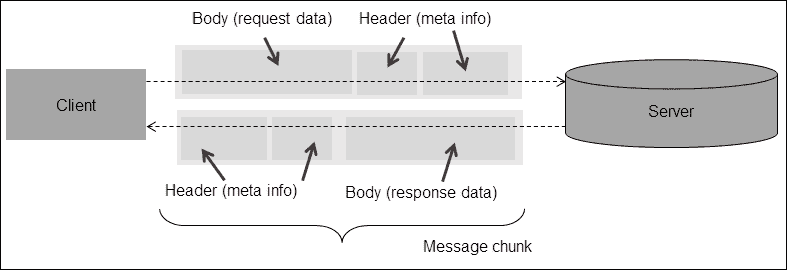 Body (request data)
Header (meta info)
Client
Server
Header (meta info)
Body (response data)
Message chunk